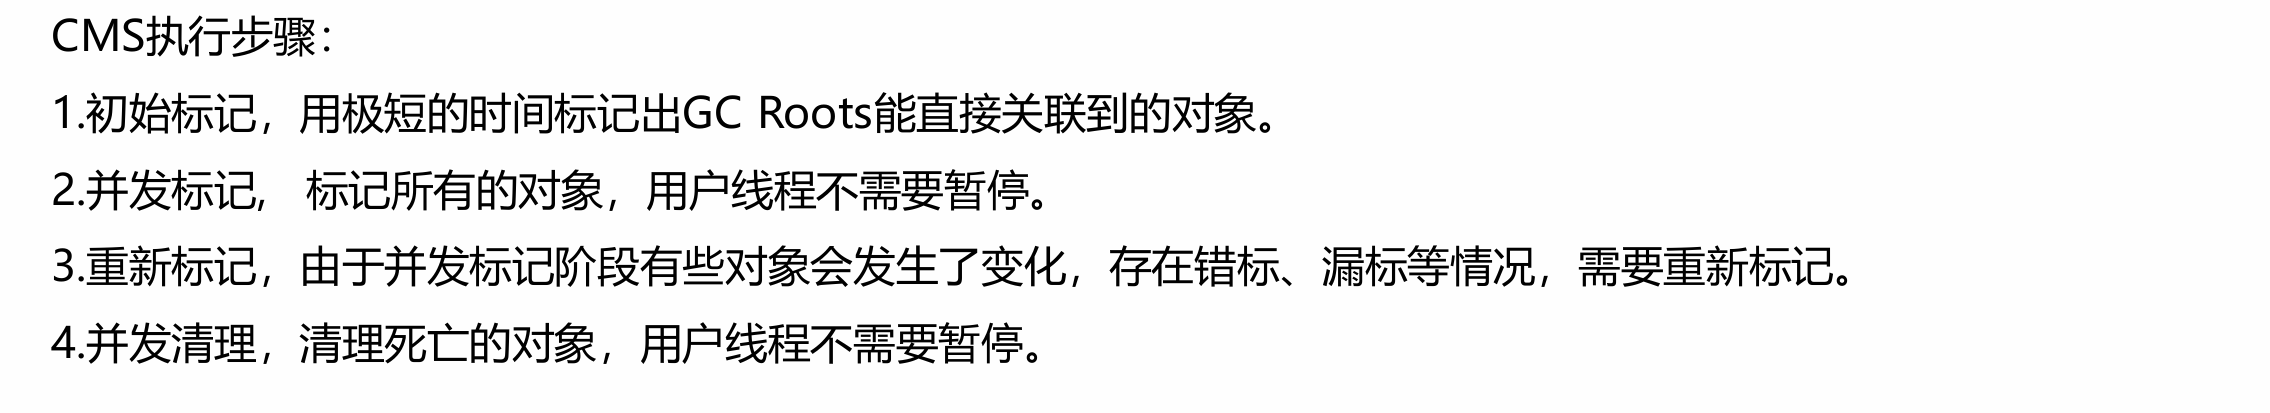 CMS执行步骤：
1.初始标记，用极短的时间标记出GC Roots能直接关联到的对象。
2.并发标记， 标记所有的对象，用户线程不需要暂停。
3.重新标记，由于并发标记阶段有些对象会发生了变化，存在错标、漏标等情况，需要重新标记。
4.并发清理，清理死亡的对象，用户线程不需要暂停。